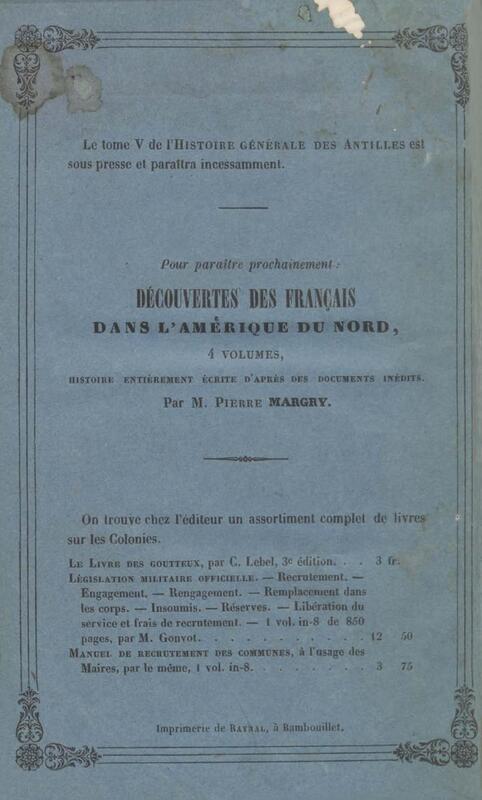 Le tome V de l'HISTOIRE GÉNÉRALE DES ANTILLES est
sous presse et paraîtra incessamment.
Pour paraître prochainement :
DÉCOUVERTES DES FRANÇAIS
DANS L'AMÉRIQUE DU NORD,
4 VOLUMES,
HISTOIRE ENTIÈREMENT ÉCRITE D'APRÈS DES DOCUMENTS INÉDITS.
Par M. PIERRE MARGRY.
On trouve chez l'éditeur un assortiment complet de livres
sur les Colonies.
LE LIVRE DES GOUTTEUX, par C. Lebel, 3e édition. . . 3 fr.
LÉGISLATION MILITAIRE OFFICIELLE. — Recrutement. —
Engagement. — Rengagement. — Remplacement dans
les corps. — Insoumis. — Réserves. — Libération du
service et frais de recrutement. — 1 vol. in-8 de 850
pages, par M. Gonvot. . . . . . . . . . . 12 50
MANUEL DE RECRUTEMENT DES COMMUNES, à l'usage des
Maires, par le même, 1 vol. in-8. . . . . . . . 3 75
Imprimerie de RAYNAL, à Rambouillet.